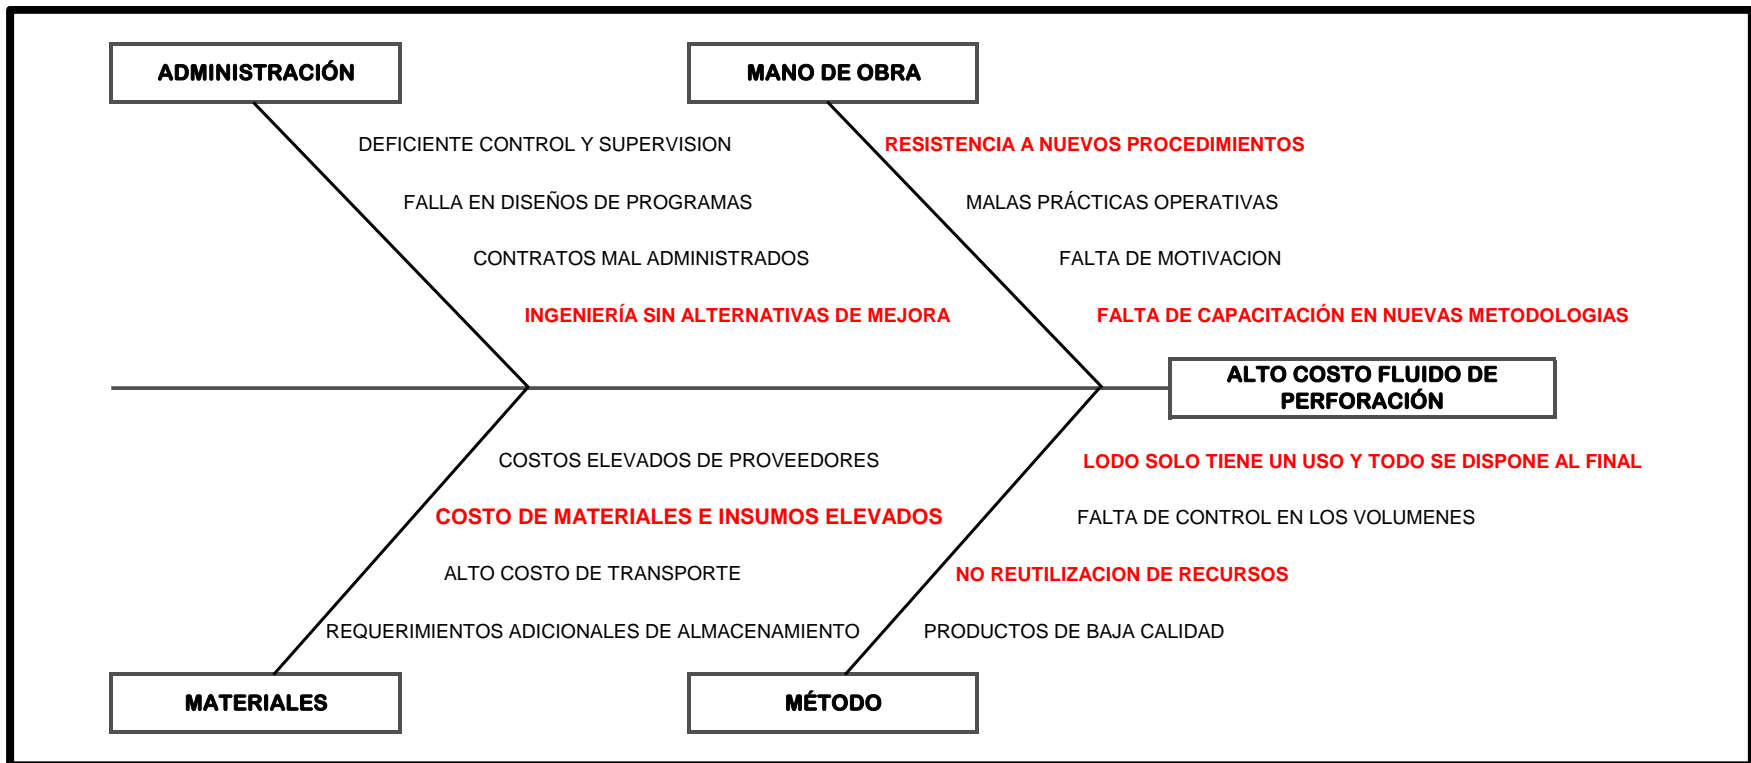 ADMINISTRACIÓN
MANO DE OBRA
DEFICIENTE CONTROL Y SUPERVISION
RESISTENCIA A NUEVOS PROCEDIMIENTOS
FALLA EN DISEÑOS DE PROGRAMAS
MALAS PRÁCTICAS OPERATIVAS
CONTRATOS MAL ADMINISTRADOS
FALTA DE MOTIVACION
INGENIERÍA SIN ALTERNATIVAS DE MEJORA
FALTA DE CAPACITACIÓN EN NUEVAS METODOLOGIAS
ALTO COSTO FLUIDO DE
PERFORACIÓN
COSTOS ELEVADOS DE PROVEEDORES
LODO SOLO TIENE UN USO Y TODO SE DISPONE AL FINAL
COSTO DE MATERIALES E INSUMOS ELEVADOS
FALTA DE CONTROL EN LOS VOLUMENES
ALTO COSTO DE TRANSPORTE
NO REUTILIZACION DE RECURSOS
REQUERIMIENTOS ADICIONALES DE ALMACENAMIENTO
PRODUCTOS DE BAJA CALIDAD
MATERIALES
MÉTODO